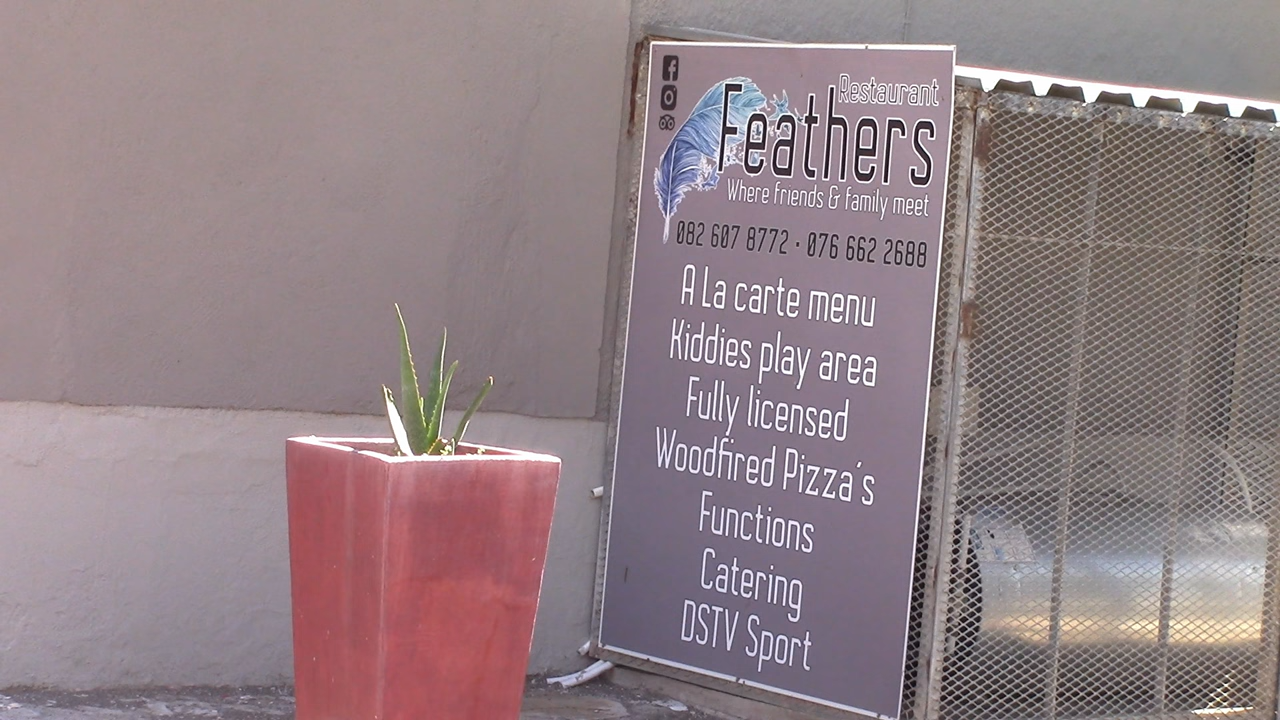 Restaurant
Feathers
Where friends & family meet
082 607 8772 · 076 662 2688
A La carte menu
Kiddies play area
Fully licensed
Woodfired Pizza's
Functions
Catering
DSTV Sport